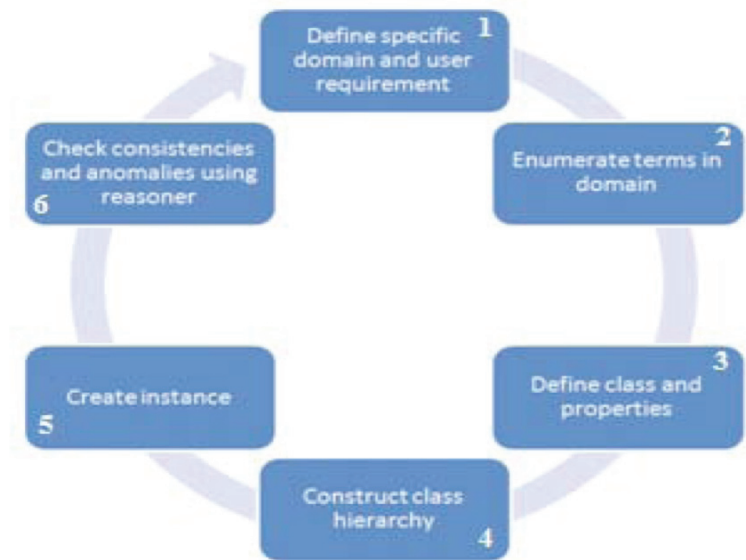 1
Define specific
domain and user
requirement
2
Enumerate terms in
domain
3
Define class and
properties
Construct class
hierarchy
4
Create instance
5
Check consistencies
and anomalies using
reasoner
6